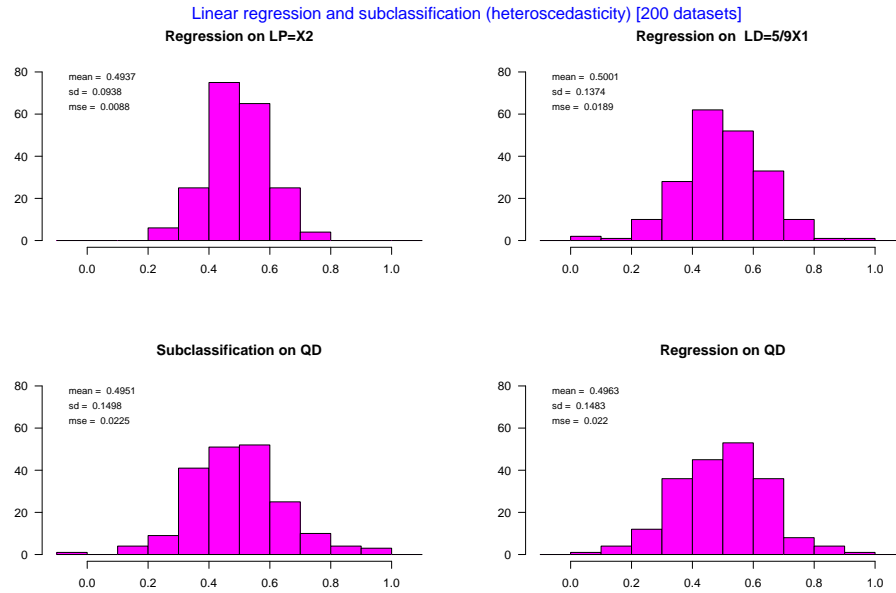 Linear regression and subclassification (heteroscedasticity) [200 datasets]
Regression on LP=X2
mean = 0.4937
sd = 0.0938
mse = 0.0088
80
60
40
20
0
0.0 0.2 0.4 0.6 0.8 1.0
Regression on LD=5/9X1
mean = 0.5001
sd = 0.1374
mse = 0.0189
80
60
40
20
0
0.0 0.2 0.4 0.6 0.8 1.0
Subclassification on QD
mean = 0.4951
sd = 0.1498
mse = 0.0225
80
60
40
20
0
0.0 0.2 0.4 0.6 0.8 1.0
Regression on QD
mean = 0.4963
sd = 0.1483
mse = 0.022
80
60
40
20
0
0.0 0.2 0.4 0.6 0.8 1.0